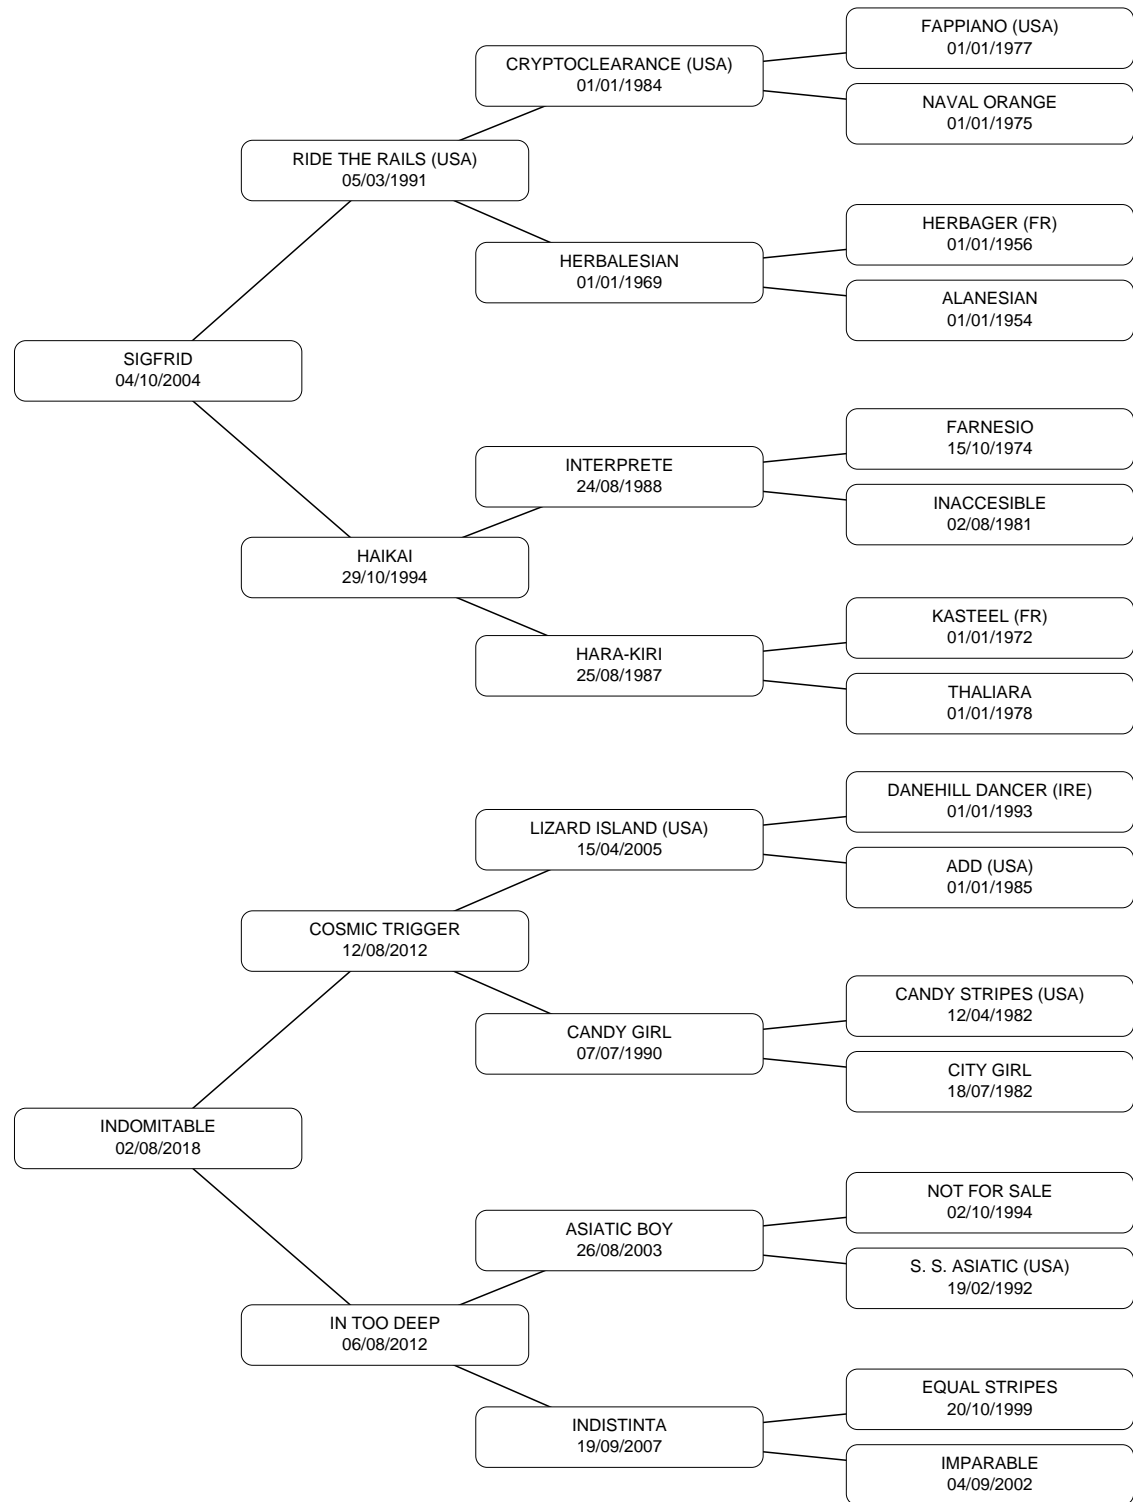 FAPPIANO (USA)
01/01/1977
CRYPTOCLEARANCE (USA)
01/01/1984
NAVAL ORANGE
01/01/1975
RIDE THE RAILS (USA)
05/03/1991
HERBAGER (FR)
01/01/1956
HERBALESIAN
01/01/1969
ALANESIAN
01/01/1954
SIGFRID
04/10/2004
FARNESIO
15/10/1974
INTERPRETE
24/08/1988
INACCESIBLE
02/08/1981
HAIKAI
29/10/1994
KASTEEL (FR)
01/01/1972
HARA-KIRI
25/08/1987
THALIARA
01/01/1978
DANEHILL DANCER (IRE)
01/01/1993
LIZARD ISLAND (USA)
15/04/2005
ADD (USA)
01/01/1985
COSMIC TRIGGER
12/08/2012
CANDY STRIPES (USA)
12/04/1982
CANDY GIRL
07/07/1990
CITY GIRL
18/07/1982
INDOMITABLE
02/08/2018
NOT FOR SALE
02/10/1994
ASIATIC BOY
26/08/2003
S. S. ASIATIC (USA)
19/02/1992
IN TOO DEEP
06/08/2012
EQUAL STRIPES
20/10/1999
INDISTINTA
19/09/2007
IMPARABLE
04/09/2002